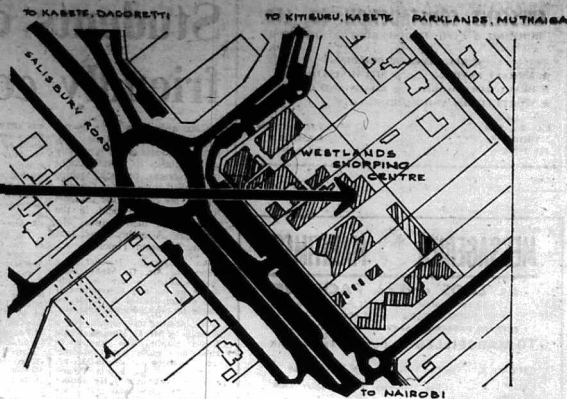 TO KABETE, DAGORETTI
TO KITISURU, KABETE
PARKLANDS, MUTHAIGA
SALISBURY ROAD
WESTLANDS
SHOPPING
CENTRE
TO NAIROBI